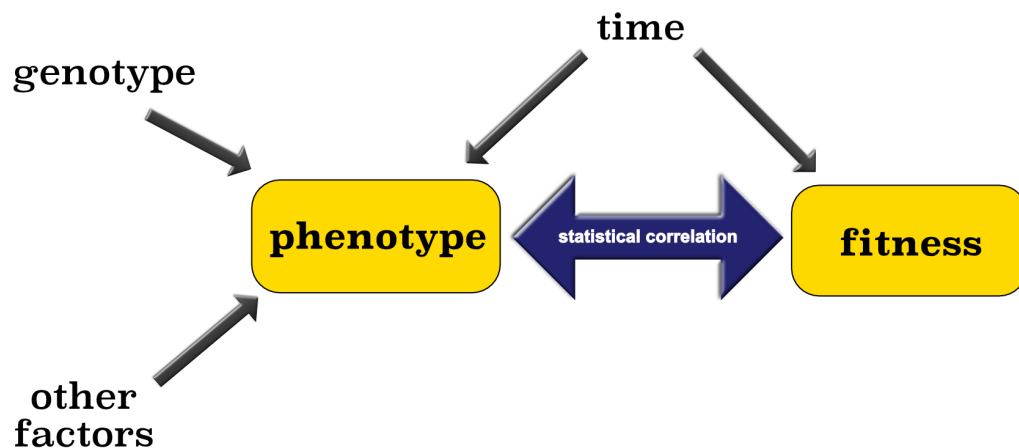 time
genotype
phenotype
statistical correlation
fitness
other
factors